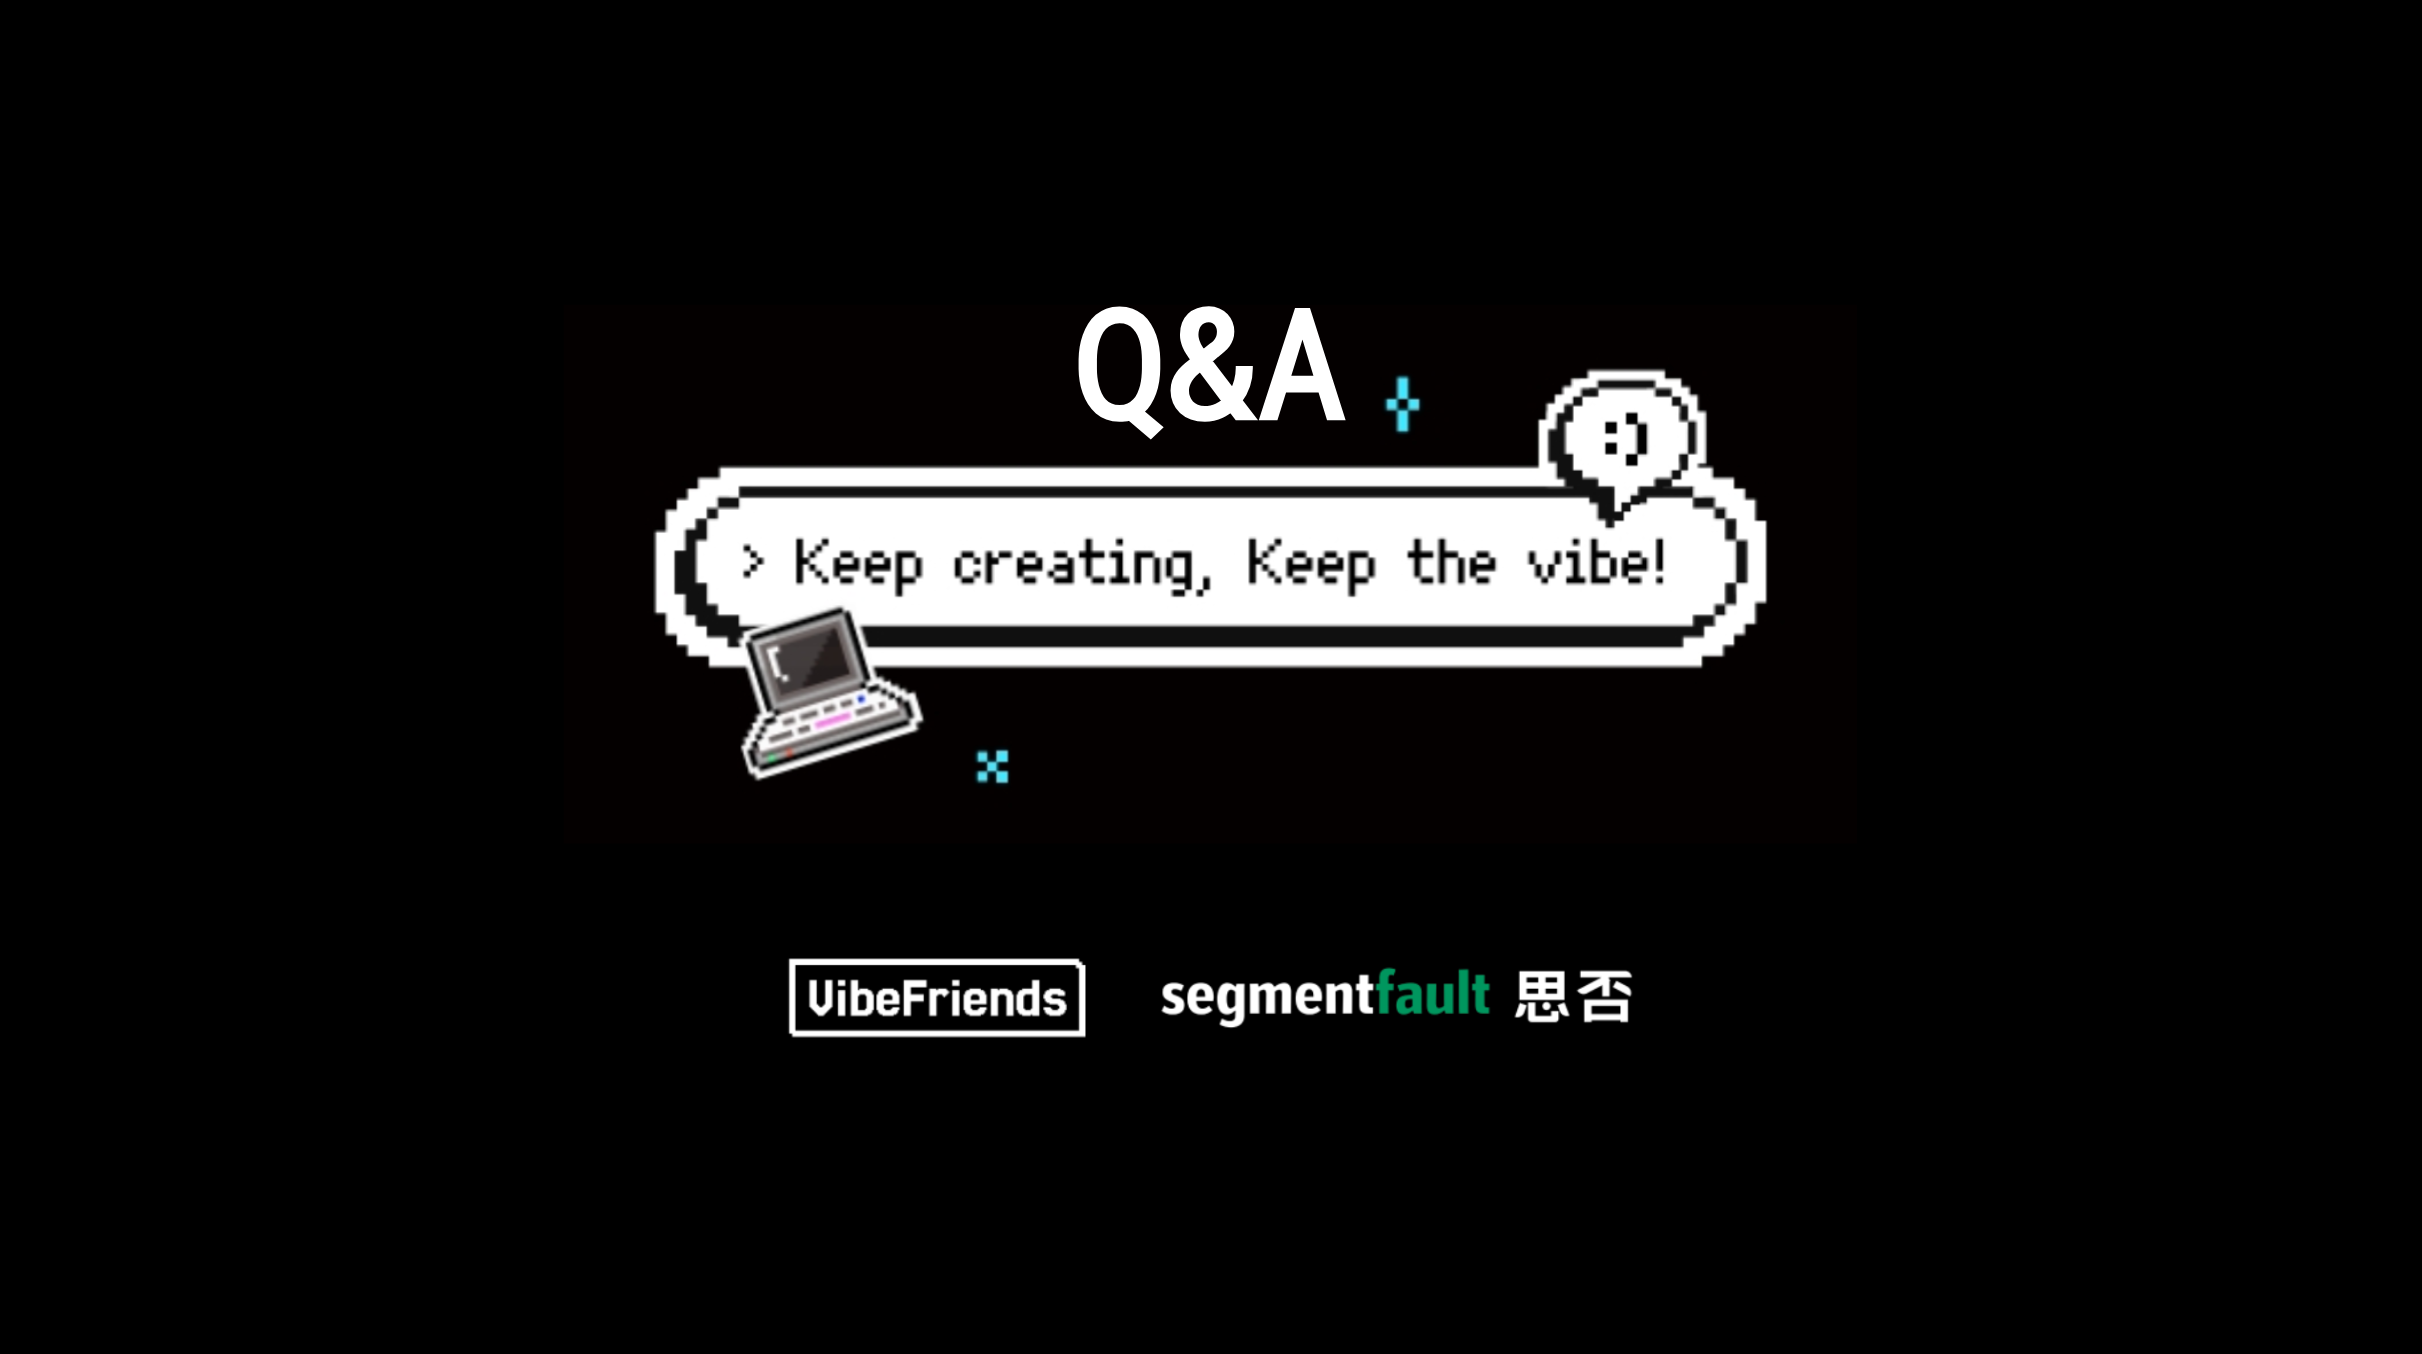 Q&A
:)
> Keep creating, Keep the vibe!
VibeFriends
segmentfault 思否